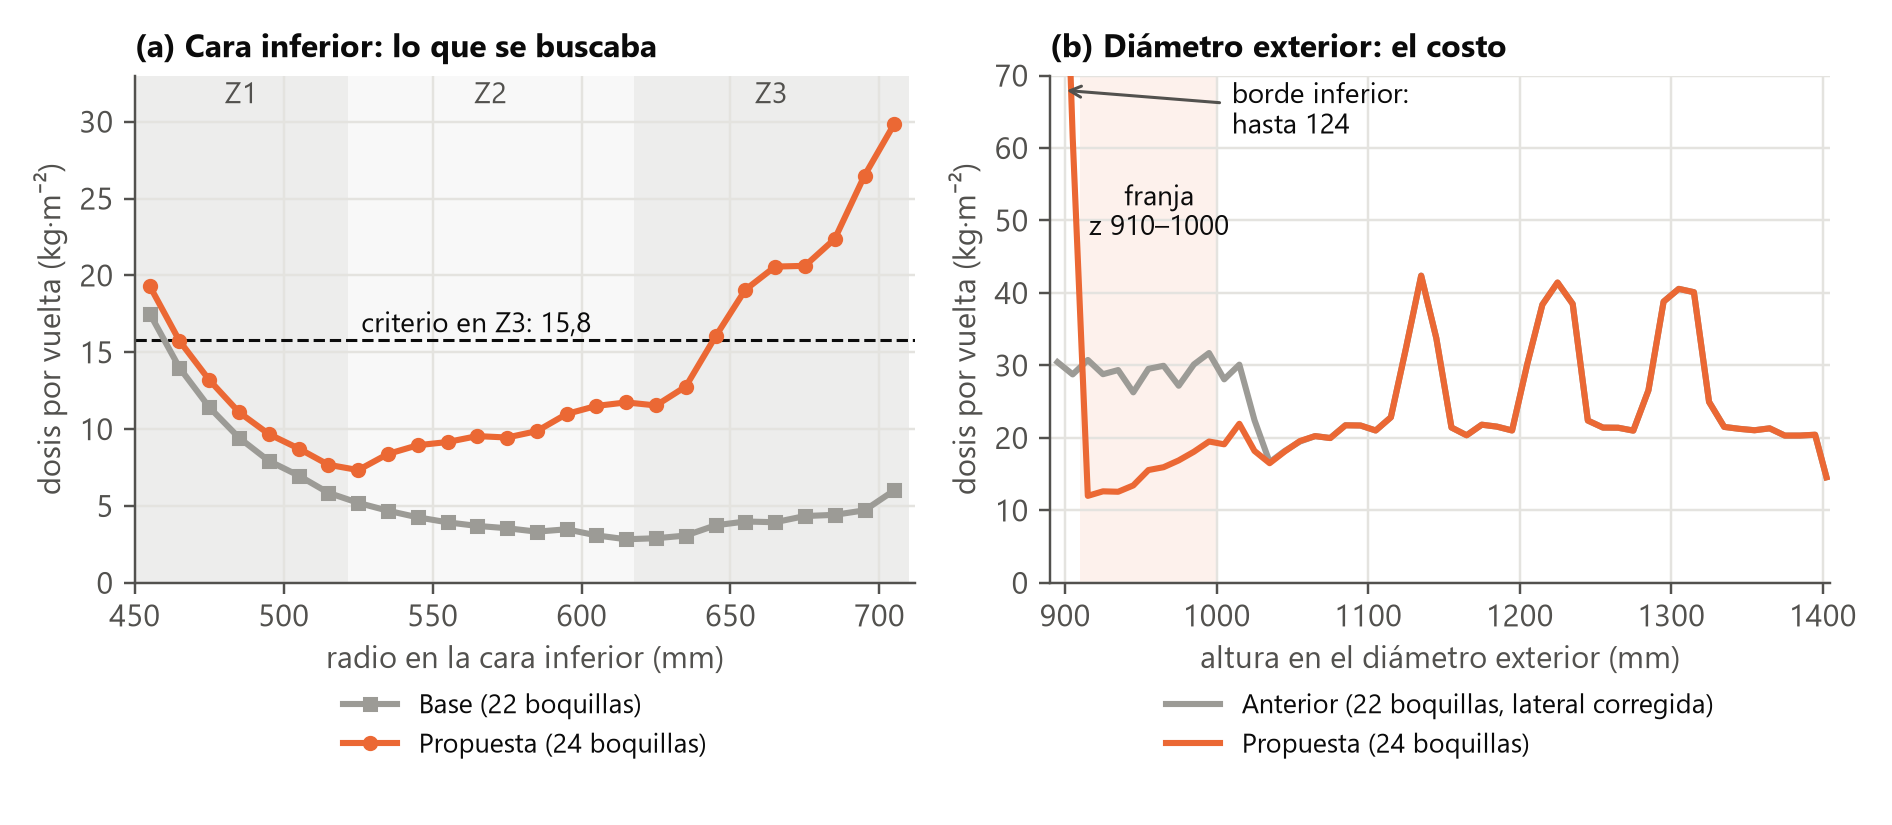 (a) Cara inferior: lo que se buscaba
Z1
Z2
Z3
30
25
20
15
10
5
0
dosis por vuelta (kg·m⁻²)
criterio en Z3: 15,8
450
500
550
600
650
700
radio en la cara inferior (mm)
Base (22 boquillas)
Propuesta (24 boquillas)
(b) Diámetro exterior: el costo
70
60
50
40
30
20
10
0
dosis por vuelta (kg·m⁻²)
borde inferior:
hasta 124
franja
z 910–1000
900
1000
1100
1200
1300
1400
altura en el diámetro exterior (mm)
Anterior (22 boquillas, lateral corregida)
Propuesta (24 boquillas)